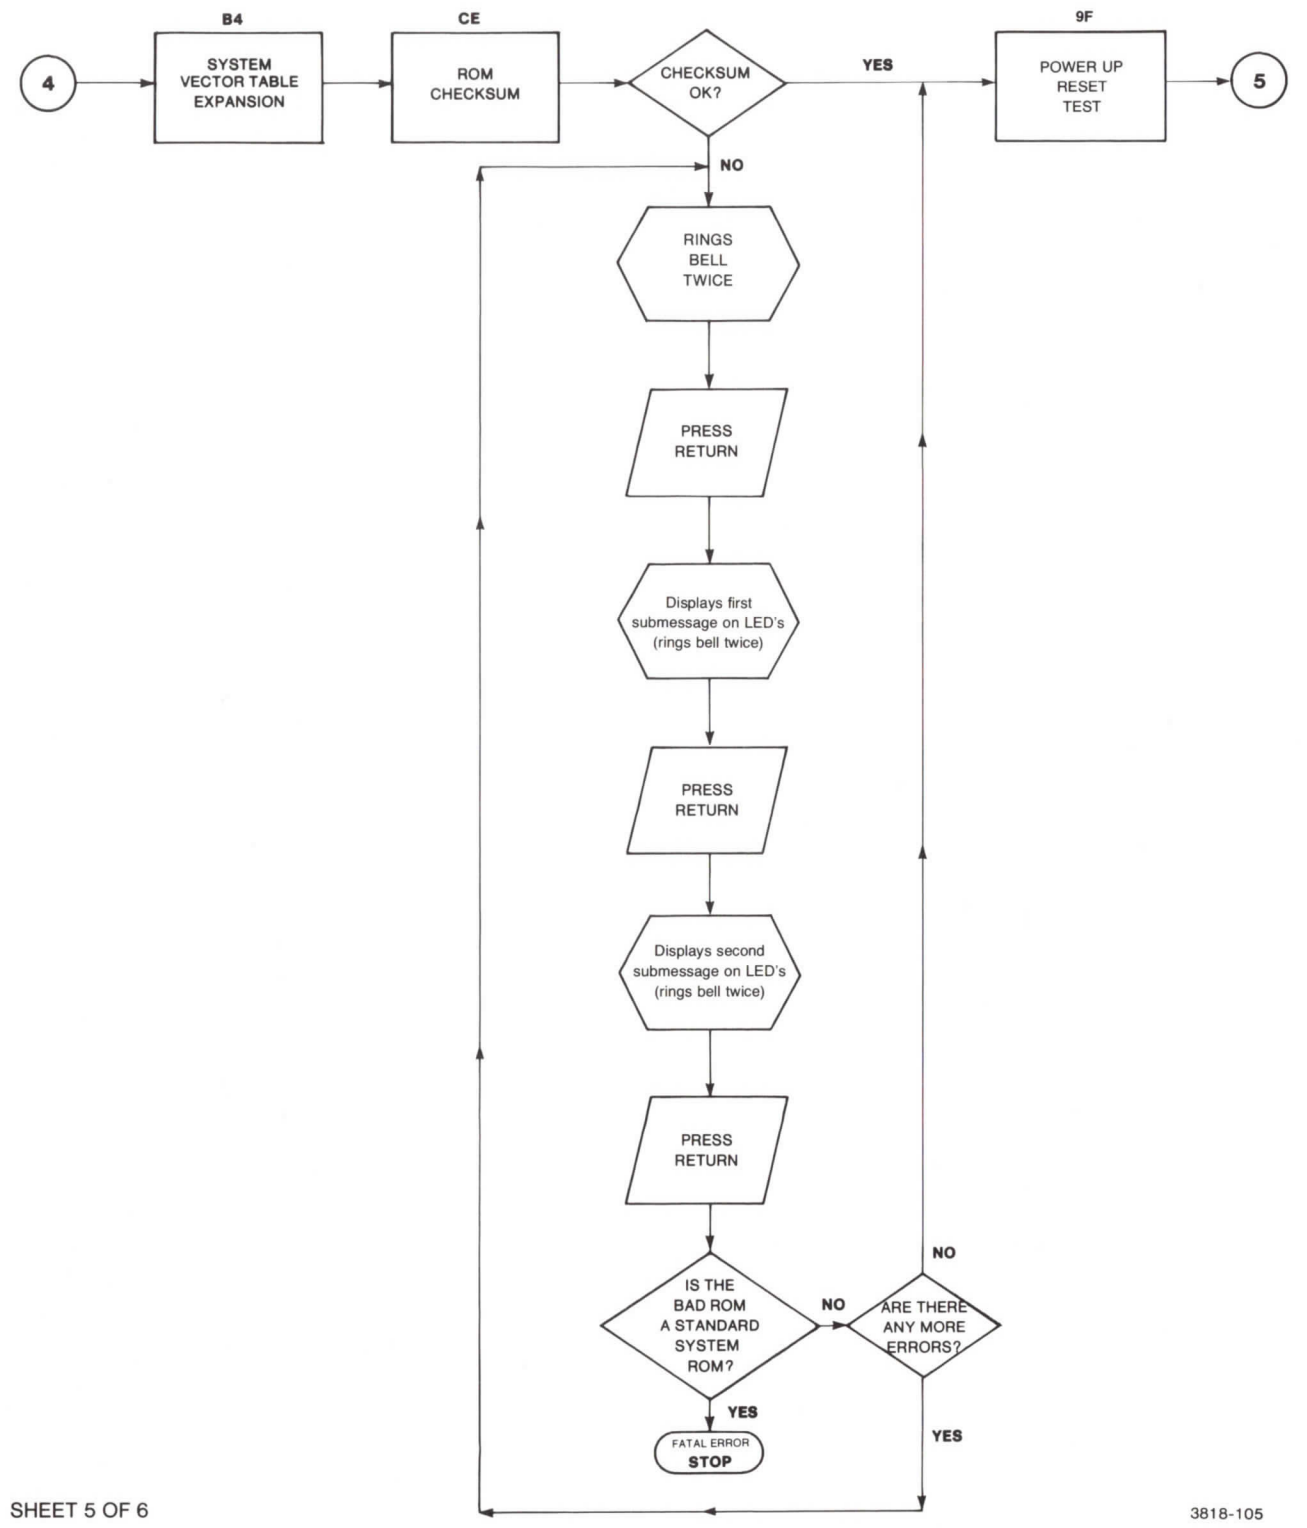 B4
CE
9F
4
SYSTEM
VECTOR TABLE
EXPANSION
ROM
CHECKSUM
CHECKSUM
OK?
YES
POWER UP
RESET
TEST
5
NO
RINGS
BELL
TWICE
PRESS
RETURN
Displays first
submessage on LED's
(rings bell twice)
PRESS
RETURN
Displays second
submessage on LED's
(rings bell twice)
PRESS
RETURN
IS THE
BAD ROM
A STANDARD
SYSTEM
ROM?
NO
NO
ARE THERE
ANY MORE
ERRORS?
YES
YES
FATAL ERROR
STOP
SHEET 5 OF 6
3818-105